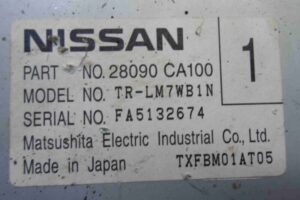 NISSAN
PART NO. 28090 CA100
1
MODEL NO. TR-LM7WB1N
SERIAL NO. FA5132674
Matsushita Electric Industrial Co., Ltd.
Made in Japan TXFBM01AT05